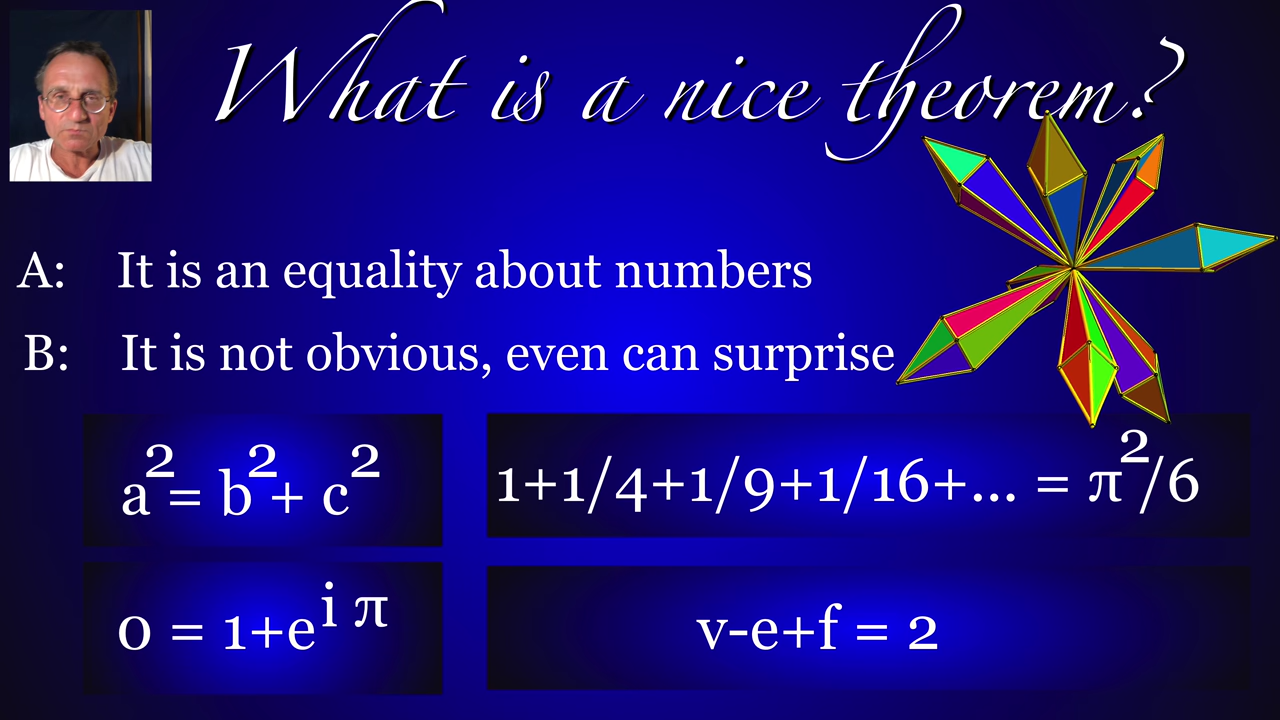 What is a nice theorem?
A: It is an equality about numbers
B: It is not obvious, even can surprise
a² = b² + c²
1+1/4+1/9+1/16+... = π²/6
0 = 1+e^{i π}
v-e+f = 2